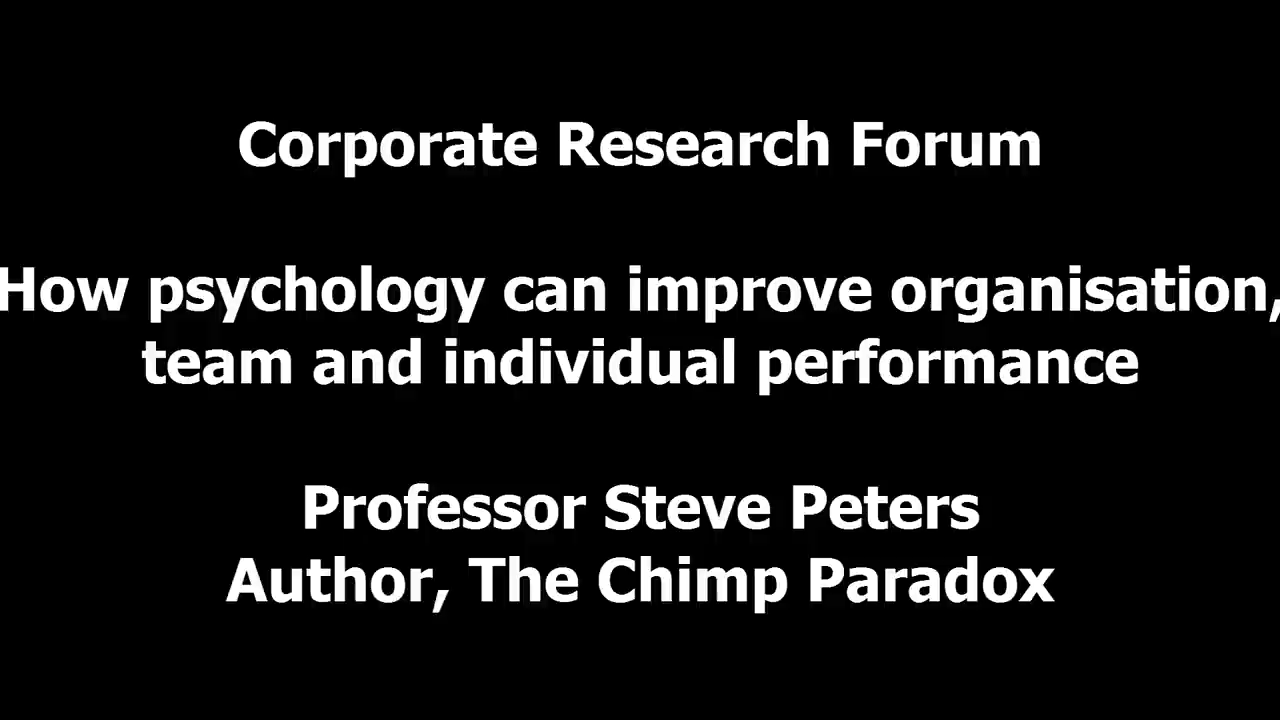 Corporate Research Forum
How psychology can improve organisation,
team and individual performance
Professor Steve Peters
Author, The Chimp Paradox